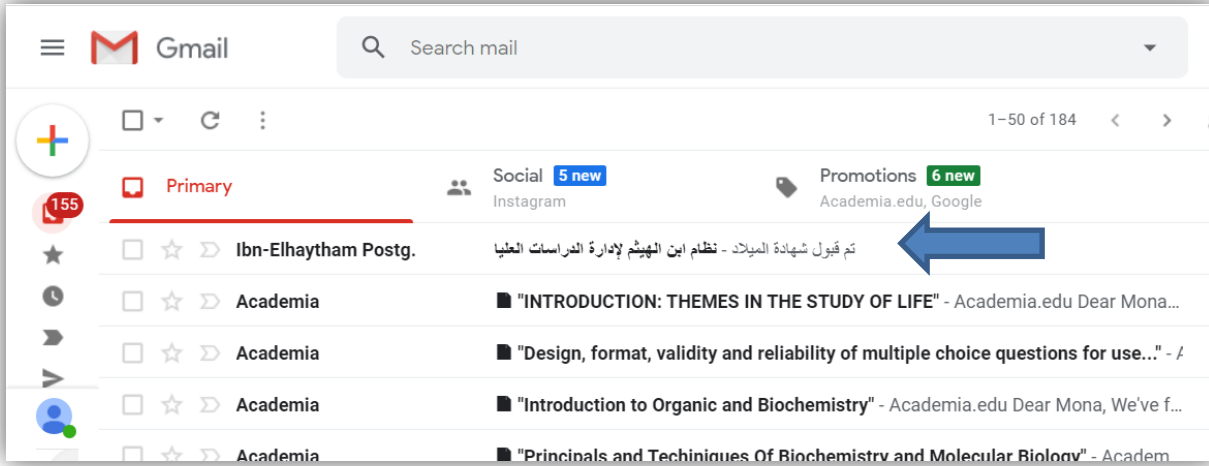 Gmail
Search mail
1–50 of 184
Primary
Social 5 new
Instagram
Promotions 6 new
Academia.edu, Google
155
Ibn-Elhaytham Postg.
تم قبول شهادة الميلاد - نظام ابن الهيثم لإدارة الدراسات العليا
Academia "INTRODUCTION: THEMES IN THE STUDY OF LIFE" - Academia.edu Dear Mona...
Academia "Design, format, validity and reliability of multiple choice questions for use..." -
Academia "Introduction to Organic and Biochemistry" - Academia.edu Dear Mona, We've f...
Academia "Principals and Techiniques Of Biochemistry and Molecular Biology" - Academ